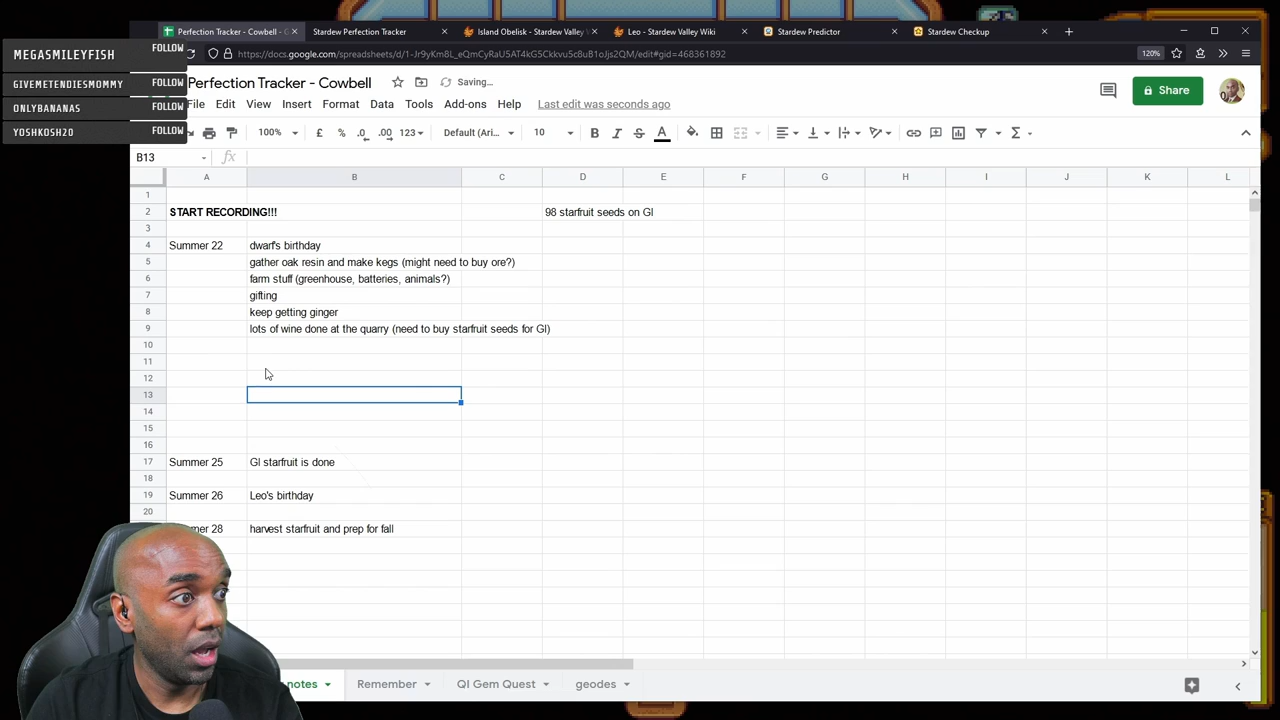 Perfection Tracker - Cowbell - G
Stardew Perfection Tracker
Island Obelisk - Stardew Valley W
Leo - Stardew Valley Wiki
Stardew Predictor
Stardew Checkup
MEGASMILEYFISH FOLLOW
GIVEMETENDIESMOMMY FOLLOW
ONLYBANANAS FOLLOW
YOSHKOSH20 FOLLOW
120%
Perfection Tracker - Cowbell
Saving...
Share
File Edit View Insert Format Data Tools Add-ons Help Last edit was seconds ago
100% £ % .0 .00 123 Default (Ari... 10 B I S A
B13 fx
A B C D E F G H I J K L
1
2 START RECORDING!!! 98 starfruit seeds on GI
3
4 Summer 22 dwarf's birthday
5 gather oak resin and make kegs (might need to buy ore?)
6 farm stuff (greenhouse, batteries, animals?)
7 gifting
8 keep getting ginger
9 lots of wine done at the quarry (need to buy starfruit seeds for GI)
10
11
12
13
14
15
16
17 Summer 25 GI starfruit is done
18
19 Summer 26 Leo's birthday
20
28 harvest starfruit and prep for fall
notes Remember QI Gem Quest geodes